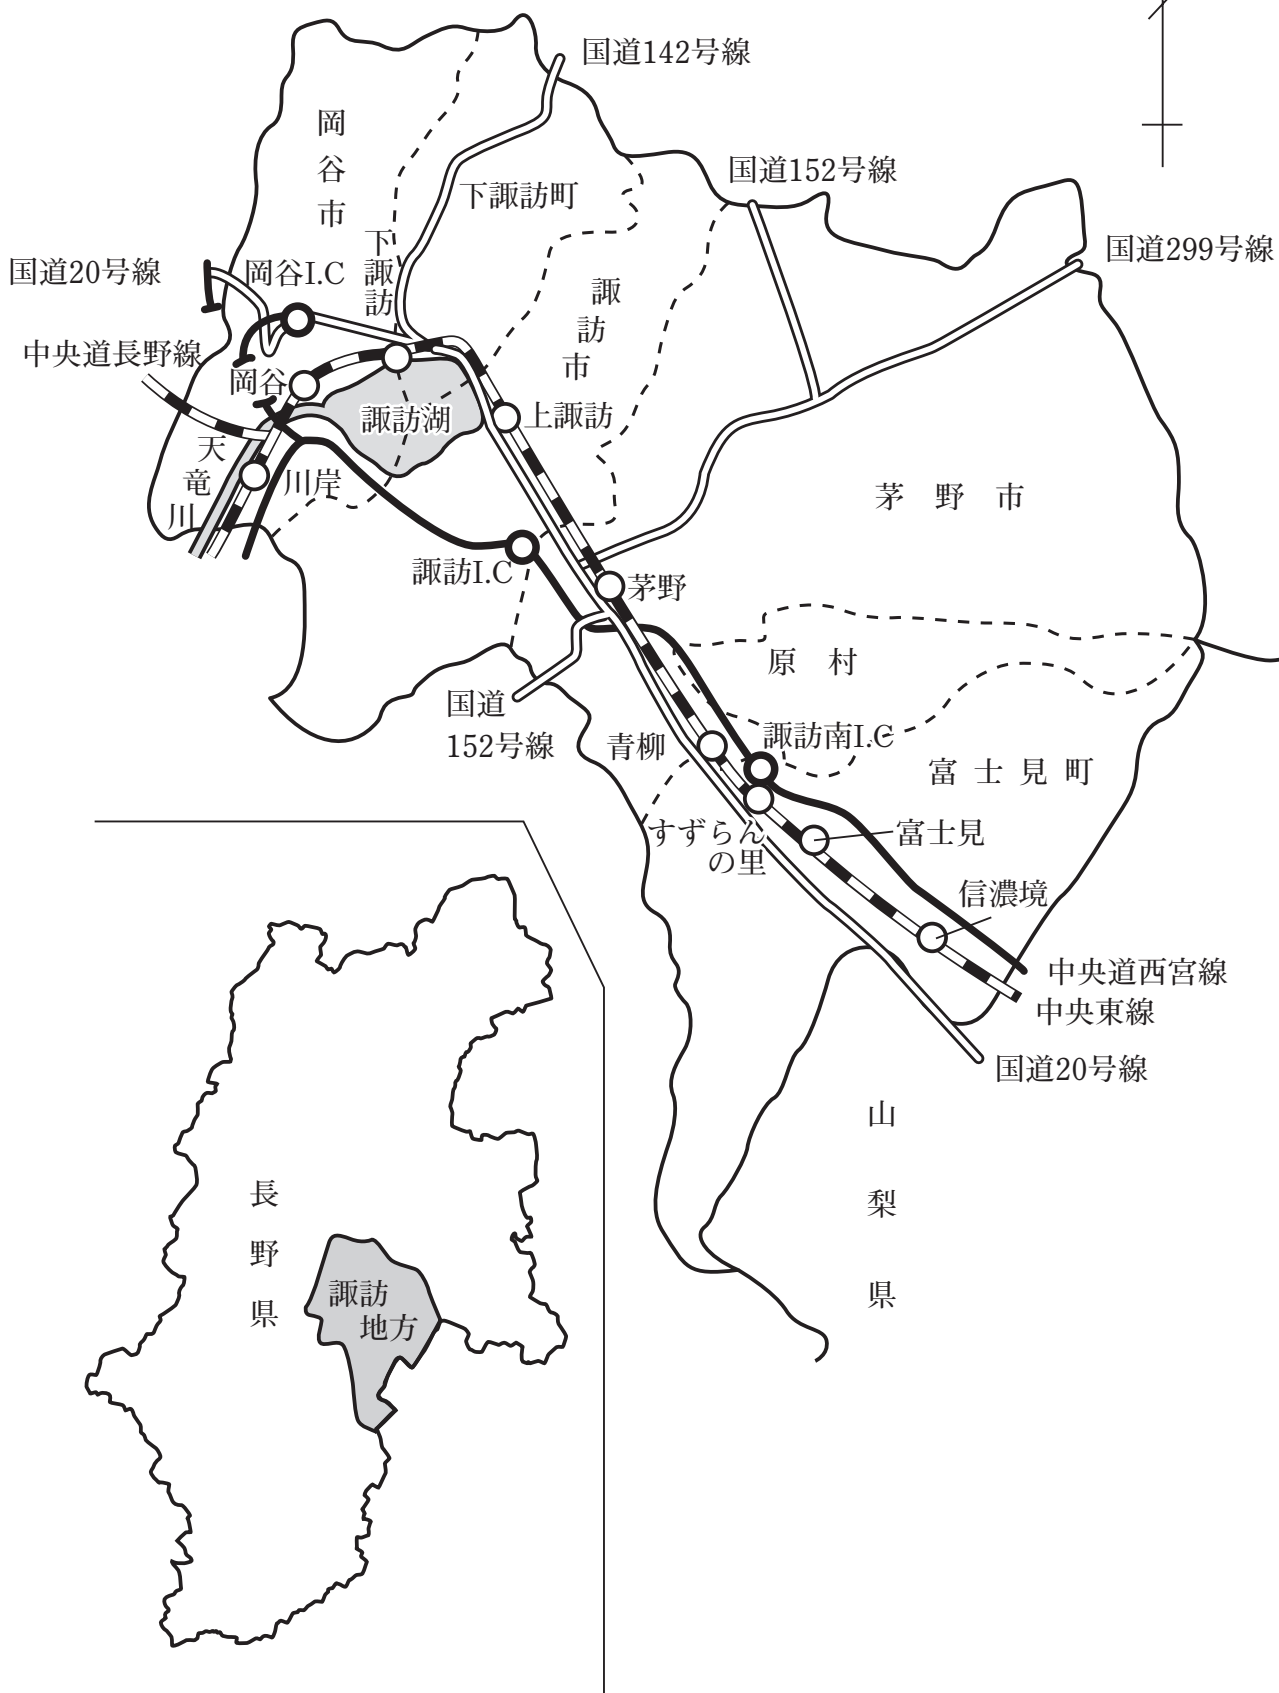 国道142号線
岡谷市
国道152号線
下諏訪町
下諏訪
国道299号線
国道20号線
岡谷I.C
諏訪市
中央道長野線
岡谷
諏訪湖
上諏訪
天竜川
川岸
茅野市
諏訪I.C
茅野
原村
国道
152号線
青柳
諏訪南I.C
富士見町
すずらん
の里
富士見
信濃境
中央道西宮線
中央東線
国道20号線
山梨県
長野県
諏訪
地方